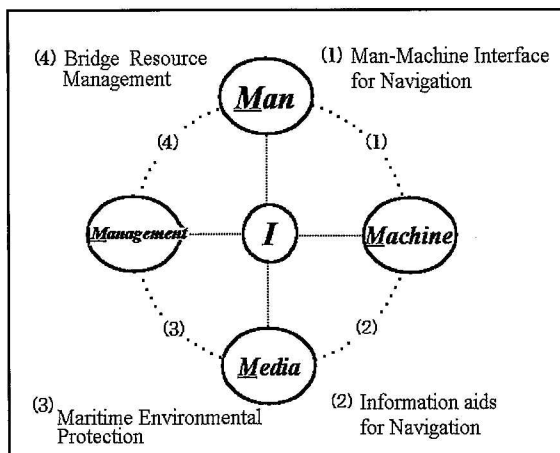 (4) Bridge Resource
Management
(1) Man-Machine Interface
for Navigation
Man
(4)
(1)
Management
I
Machine
(3)
(2)
Media
(3) Maritime Environmental
Protection
(2) Information aids
for Navigation